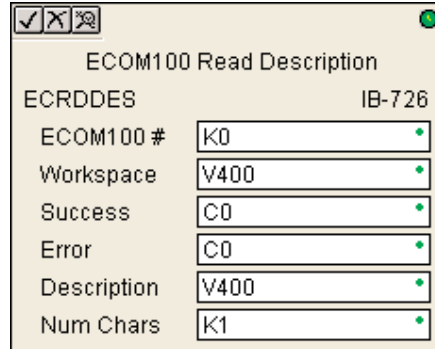 ECOM100 Read Description
ECRDDES IB-726
ECOM100 # K0
Workspace V400
Success C0
Error C0
Description V400
Num Chars K1